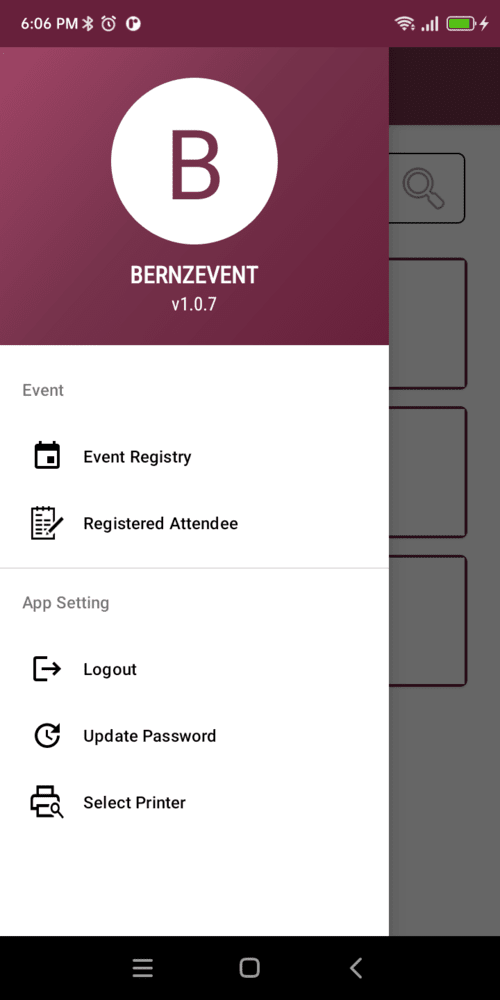 6:06 PM
B
BERNZEVENT
v1.0.7
Event
Event Registry
Registered Attendee
App Setting
Logout
Update Password
Select Printer